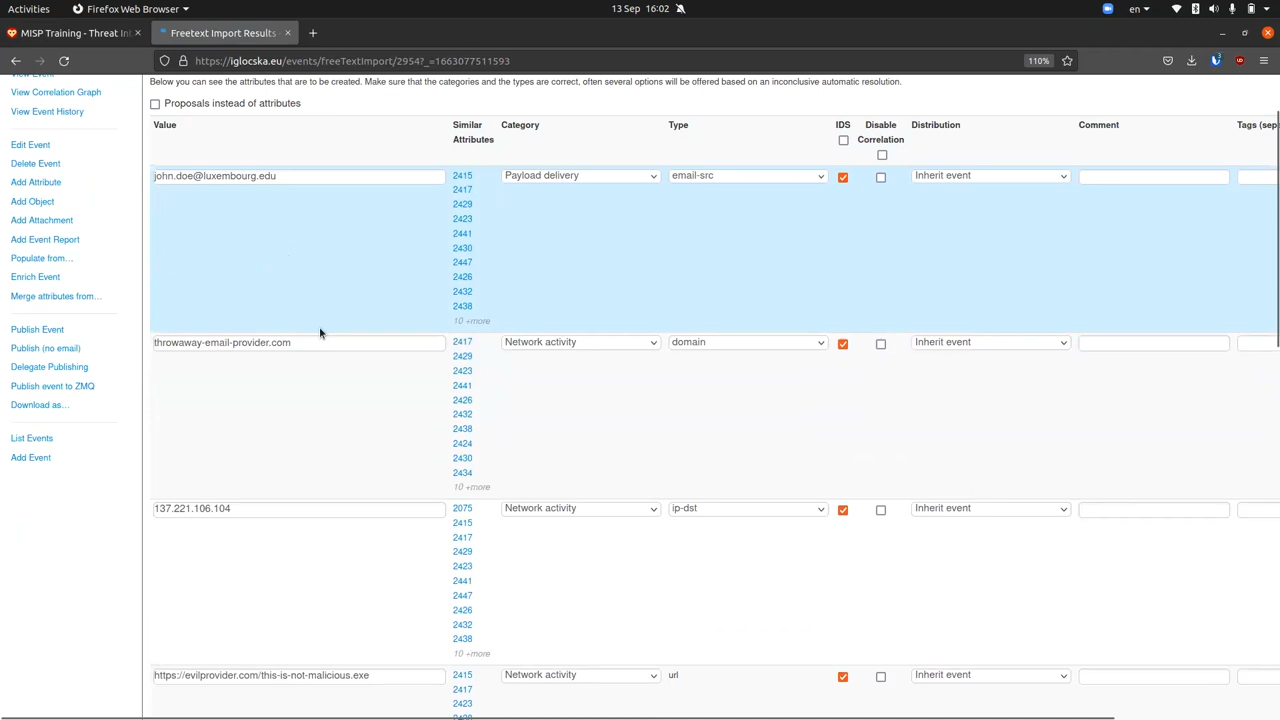 Activities
Firefox Web Browser
13 Sep 16:02
en
MISP Training - Threat In
Freetext Import Results -
https://iglocska.eu/events/freeTextImport/2954?_=1663077511593
110%
View Event
View Correlation Graph
View Event History
Edit Event
Delete Event
Add Attribute
Add Object
Add Attachment
Add Event Report
Populate from…
Enrich Event
Merge attributes from…
Publish Event
Publish (no email)
Delegate Publishing
Publish event to ZMQ
Download as…
List Events
Add Event
Below you can see the attributes that are to be created. Make sure that the categories and the types are correct, often several options will be offered based on an inconclusive automatic resolution.
Proposals instead of attributes
Value
Similar Attributes
Category
Type
IDS
Disable Correlation
Distribution
Comment
Tags (sep
john.doe@luxembourg.edu
2415
2417
2429
2423
2441
2430
2447
2426
2432
2438
10 +more
Payload delivery
email-src
Inherit event
throwaway-email-provider.com
2417
2429
2423
2441
2426
2432
2438
2424
2430
2434
10 +more
Network activity
domain
Inherit event
137.221.106.104
2075
2415
2417
2429
2423
2441
2447
2426
2432
2438
10 +more
Network activity
ip-dst
Inherit event
https://evilprovider.com/this-is-not-malicious.exe
2415
2417
2423
Network activity
url
Inherit event